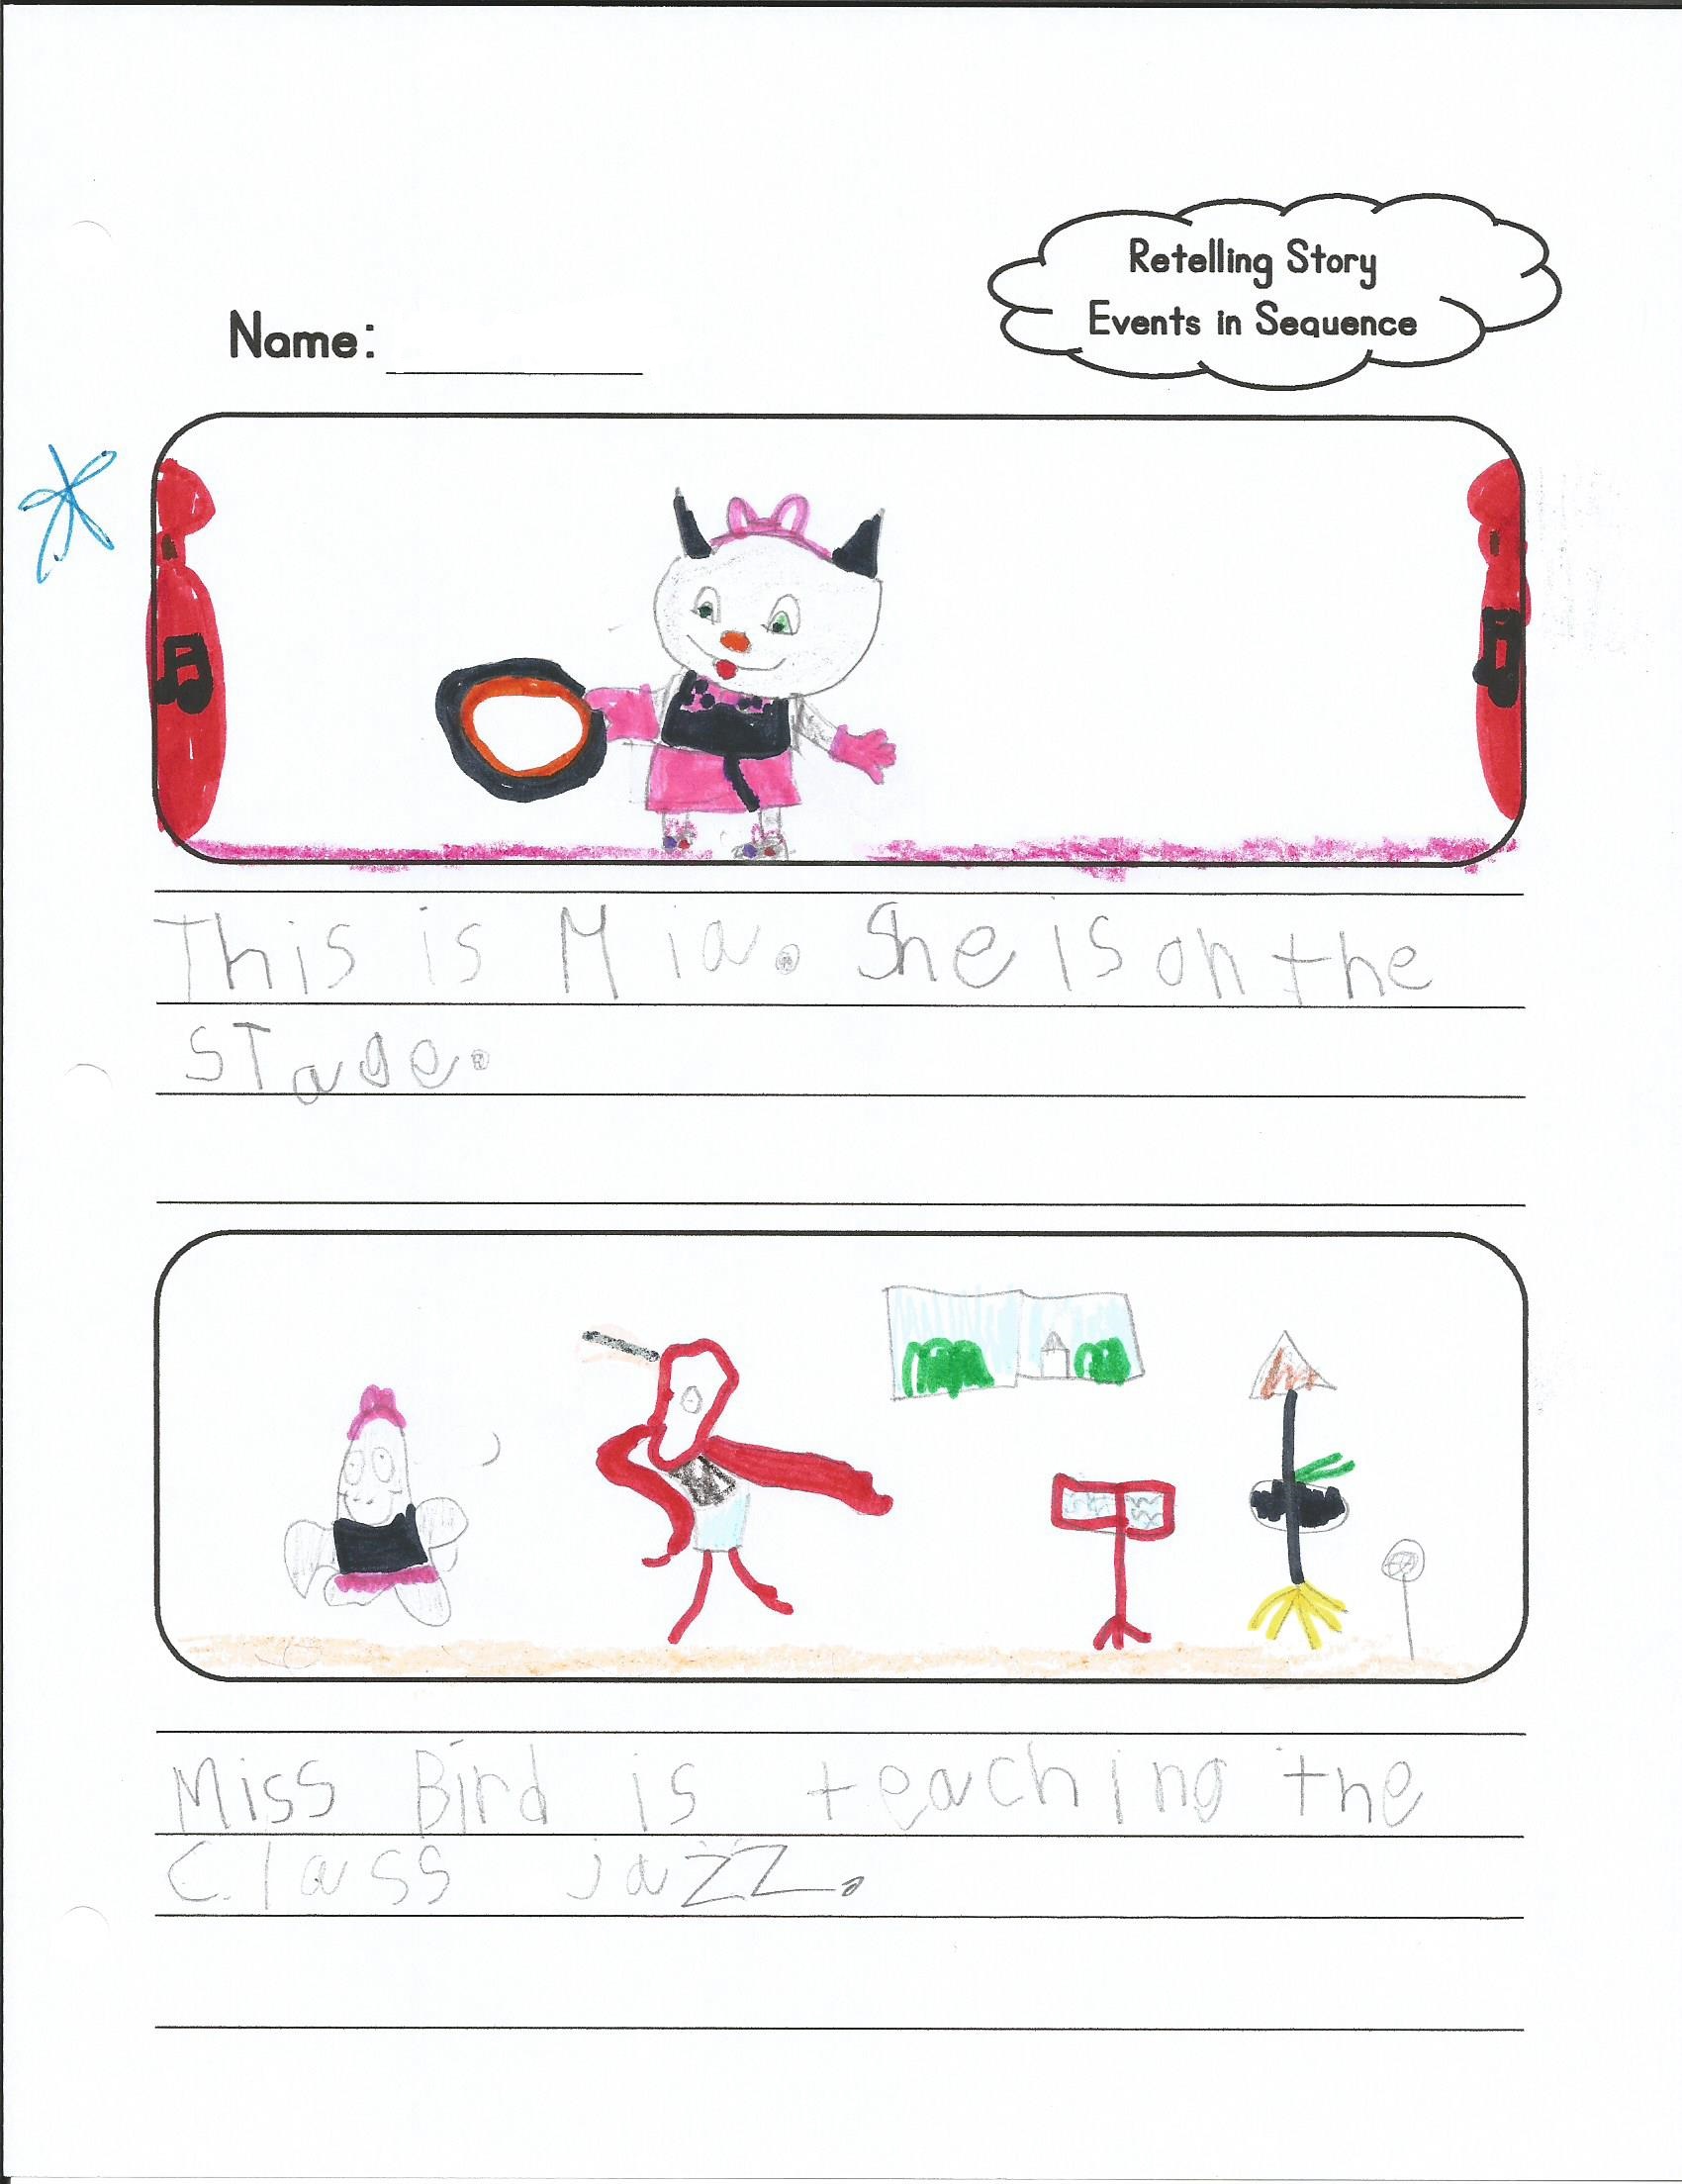 Retelling Story
Events in Sequence
Name:
This is Mia. She is on the
sTage.
Miss Bird is teaching the
Class jazz.